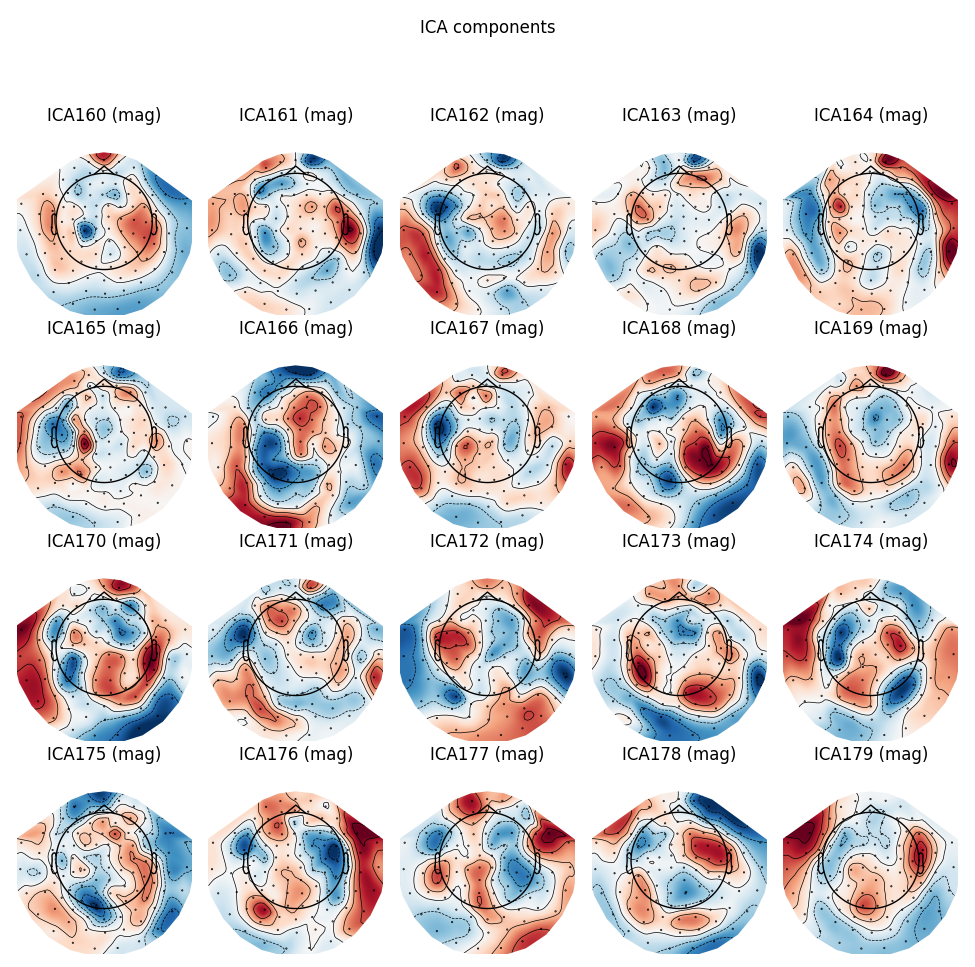 ICA components
ICA160 (mag) ICA161 (mag) ICA162 (mag) ICA163 (mag) ICA164 (mag)
ICA165 (mag) ICA166 (mag) ICA167 (mag) ICA168 (mag) ICA169 (mag)
ICA170 (mag) ICA171 (mag) ICA172 (mag) ICA173 (mag) ICA174 (mag)
ICA175 (mag) ICA176 (mag) ICA177 (mag) ICA178 (mag) ICA179 (mag)